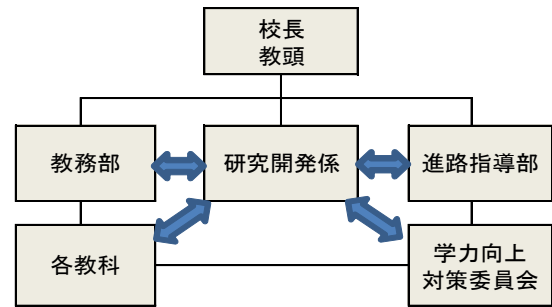 校長
教頭
教務部
研究開発係
進路指導部
各教科
学力向上
対策委員会